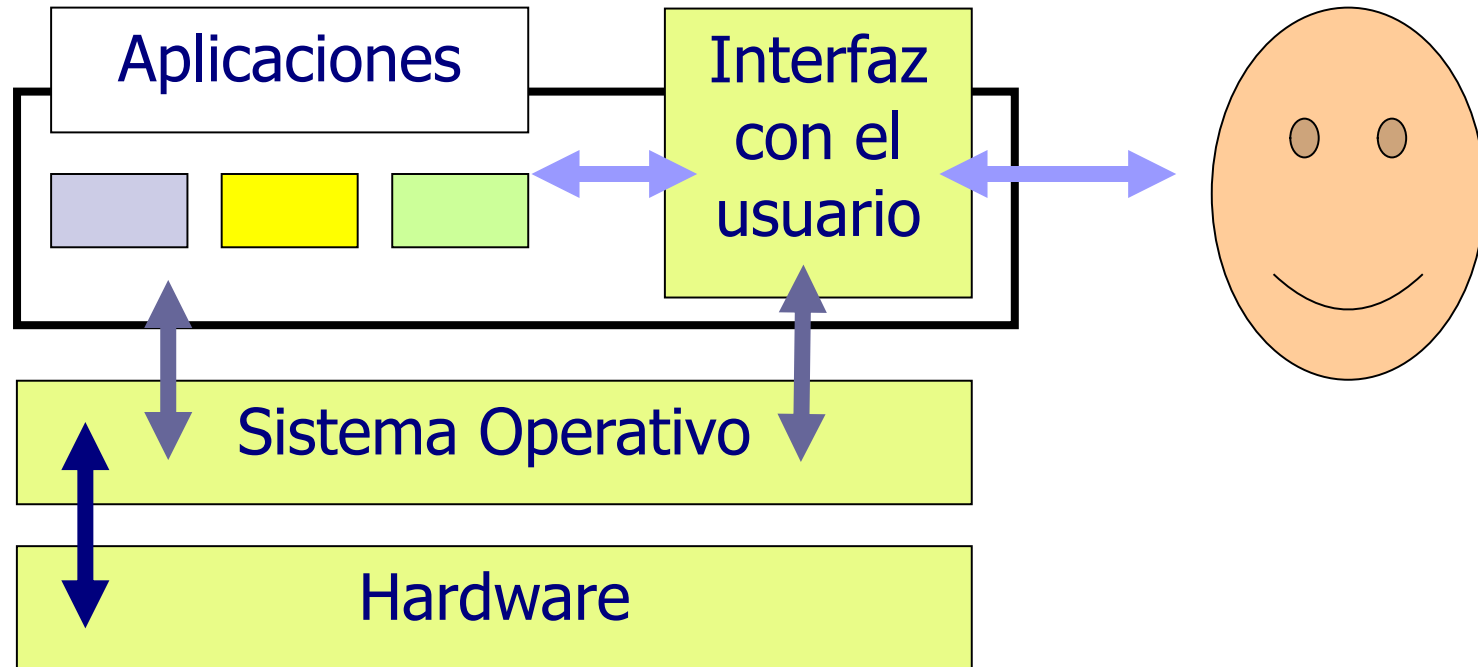 Aplicaciones
Interfaz
con el
usuario
Sistema Operativo
Hardware